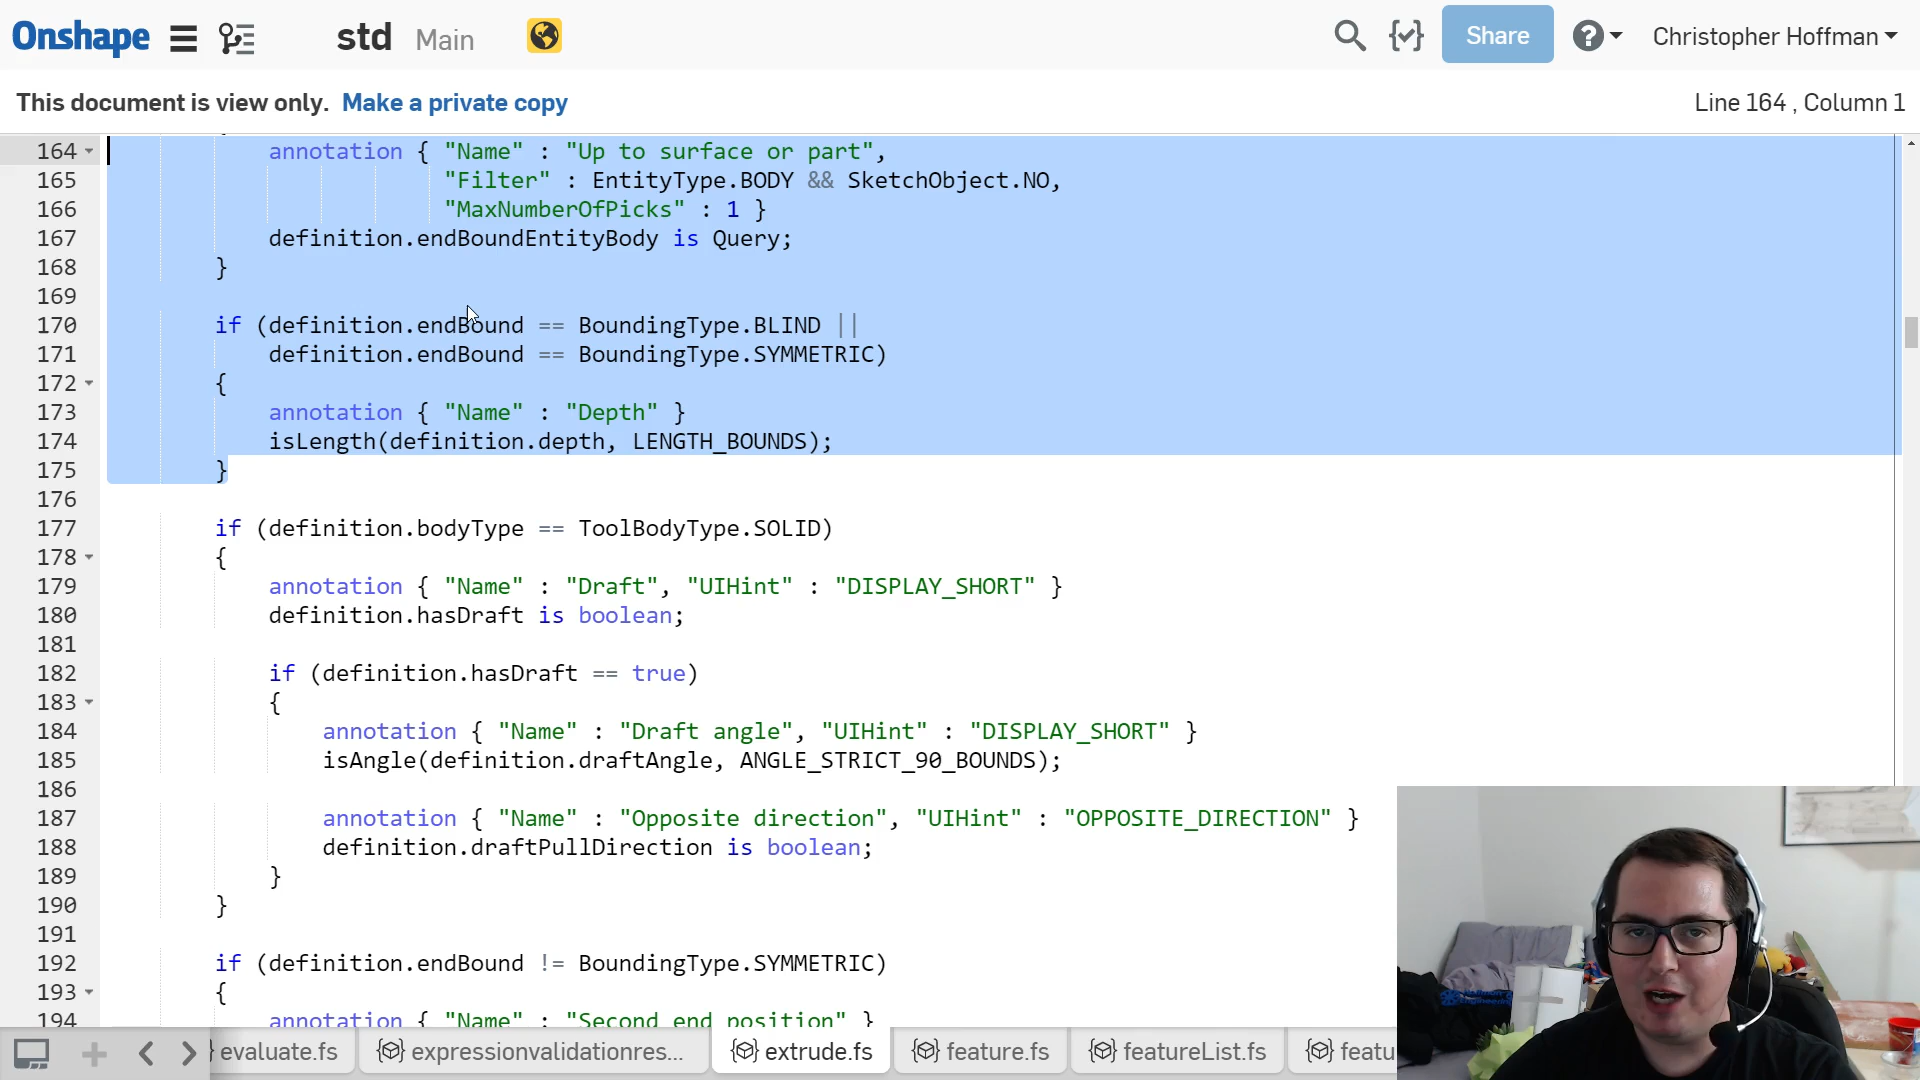 Onshape std Main Share Christopher Hoffman
This document is view only. Make a private copy Line 164 , Column 1
164 annotation { "Name" : "Up to surface or part",
165 "Filter" : EntityType.BODY && SketchObject.NO,
166 "MaxNumberOfPicks" : 1 }
167 definition.endBoundEntityBody is Query;
168 }
169
170 if (definition.endBound == BoundingType.BLIND ||
171 definition.endBound == BoundingType.SYMMETRIC)
172 {
173 annotation { "Name" : "Depth" }
174 isLength(definition.depth, LENGTH_BOUNDS);
175 }
176
177 if (definition.bodyType == ToolBodyType.SOLID)
178 {
179 annotation { "Name" : "Draft", "UIHint" : "DISPLAY_SHORT" }
180 definition.hasDraft is boolean;
181
182 if (definition.hasDraft == true)
183 {
184 annotation { "Name" : "Draft angle", "UIHint" : "DISPLAY_SHORT" }
185 isAngle(definition.draftAngle, ANGLE_STRICT_90_BOUNDS);
186
187 annotation { "Name" : "Opposite direction", "UIHint" : "OPPOSITE_DIRECTION" }
188 definition.draftPullDirection is boolean;
189 }
190 }
191
192 if (definition.endBound != BoundingType.SYMMETRIC)
193 {
194 annotation { "Name" : "Second end position" }
evaluate.fs expressionvalidationres... extrude.fs feature.fs featureList.fs featu